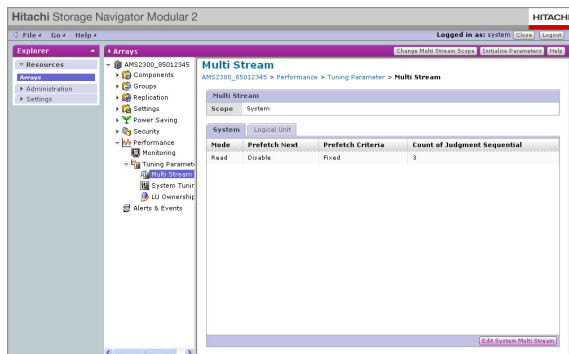 Hitachi Storage Navigator Modular 2
HITACHI
File Go Help
Logged in as: system Close Logout
Explorer
Arrays
Change Multi Stream Scope Initialize Parameters Help
Resources
Arrays
Administration
Settings
AMS2300_85012345
Components
Groups
Replication
Settings
Power Saving
Security
Performance
Monitoring
Tuning Paramet
Multi Stream
System Tunin
LU Ownership
Alerts & Events
Multi Stream
AMS2300_85012345 > Performance > Tuning Parameter > Multi Stream
Multi Stream
Scope System
System Logical Unit
Mode Prefetch Next Prefetch Criteria Count of Judgment Sequential
Read Disable Fixed 3
Edit System Multi Stream